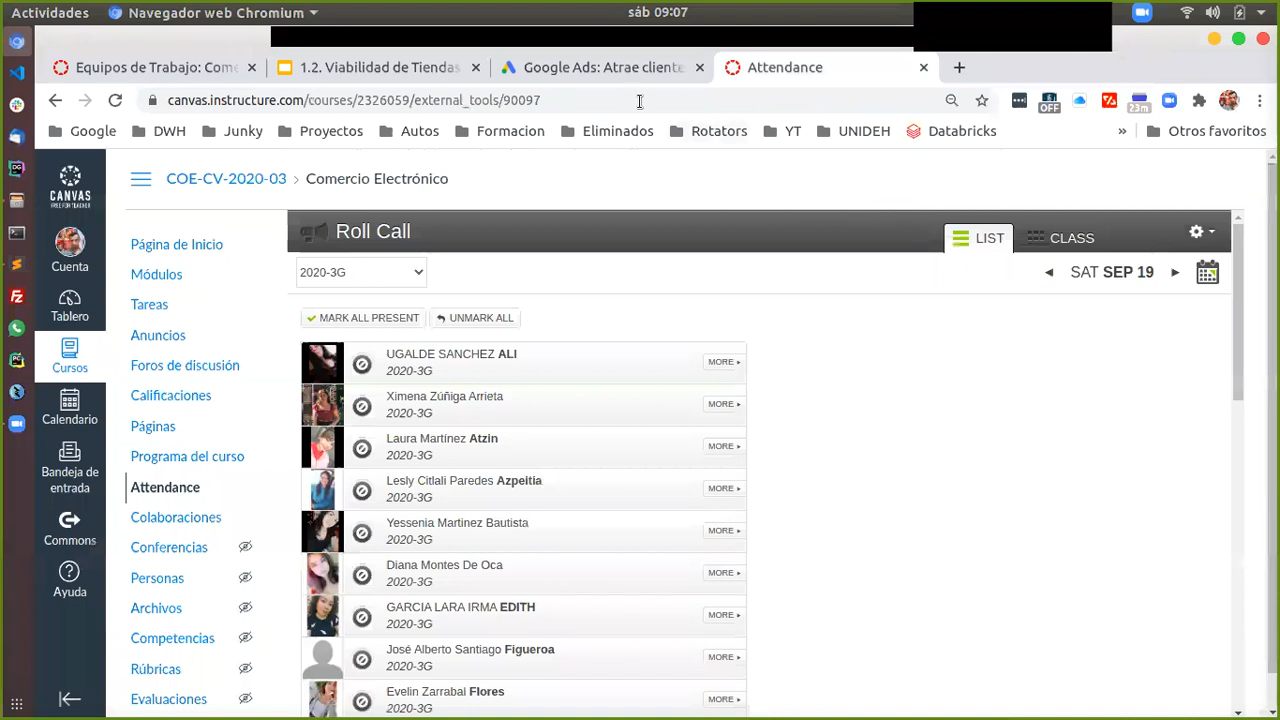 Actividades Navegador web Chromium sáb 09:07
Equipos de Trabajo: Come × 1.2. Viabilidad de Tiendas × Google Ads: Atrae cliente × Attendance × +
canvas.instructure.com/courses/2326059/external_tools/90097 OFF 23m
Google DWH Junky Proyectos Autos Formacion Eliminados Rotators YT UNIDEH Databricks » Otros favoritos
CANVAS
FREE FOR TEACHER
Cuenta
Tablero
Cursos
Calendario
Bandeja de
entrada
Commons
Ayuda
COE-CV-2020-03 › Comercio Electrónico
Página de Inicio
Módulos
Tareas
Anuncios
Foros de discusión
Calificaciones
Páginas
Programa del curso
Attendance
Colaboraciones
Conferencias
Personas
Archivos
Competencias
Rúbricas
Evaluaciones
Roll Call LIST CLASS
2020-3G SAT SEP 19
MARK ALL PRESENT UNMARK ALL
UGALDE SANCHEZ ALI MORE
2020-3G
Ximena Zúñiga Arrieta MORE
2020-3G
Laura Martínez Atzin MORE
2020-3G
Lesly Citlali Paredes Azpeitia MORE
2020-3G
Yessenia Martinez Bautista MORE
2020-3G
Diana Montes De Oca MORE
2020-3G
GARCIA LARA IRMA EDITH MORE
2020-3G
José Alberto Santiago Figueroa MORE
2020-3G
Evelin Zarrabal Flores MORE
2020-3G